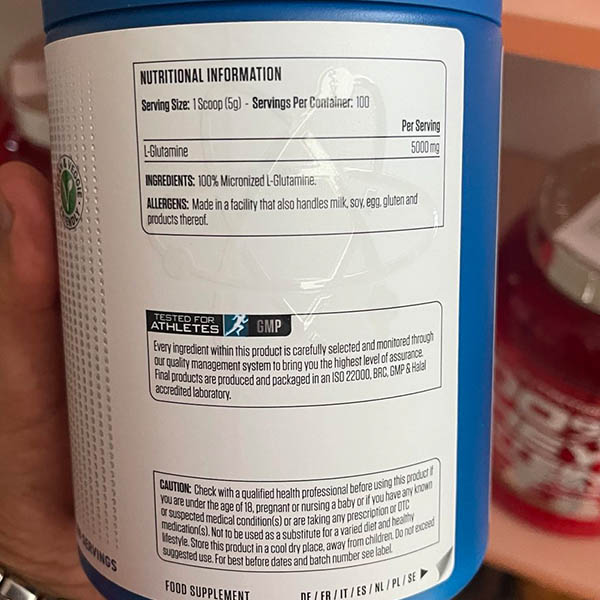 NUTRITIONAL INFORMATION
Serving Size: 1 Scoop (5g) - Servings Per Container: 100
Per Serving
L-Glutamine 5000 mg
INGREDIENTS: 100% Micronized L-Glutamine.
ALLERGENS: Made in a facility that also handles milk, soy, egg, gluten and
products thereof.
TESTED FOR
ATHLETES
GMP
Every ingredient within this product is carefully selected and monitored through
our quality management system to bring you the highest level of assurance.
Final products are produced and packaged in an ISO 22000, BRC, GMP & Halal
accredited laboratory.
CAUTION: Check with a qualified health professional before using this product if
you are under the age of 18, pregnant or nursing a baby or if you have any known
or suspected medical condition(s) or are taking any prescription or OTC
medication(s). Not to be used as a substitute for a varied diet and healthy
lifestyle. Store this product in a cool dry place, away from children. Do not exceed
suggested use. For best before dates and batch number see label.
SERVINGS
FOOD SUPPLEMENT
DE / FR / IT / ES / NL / PL / SE